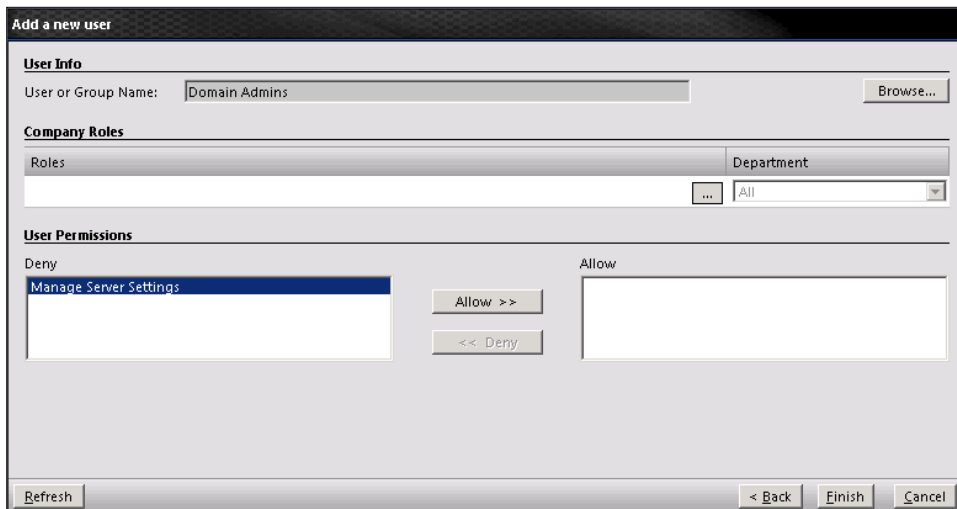 Add a new user
User Info
User or Group Name: Domain Admins Browse...
Company Roles
Roles Department
... All
User Permissions
Deny Allow
Manage Server Settings
Allow >>
<< Deny
Refresh < Back Finish Cancel